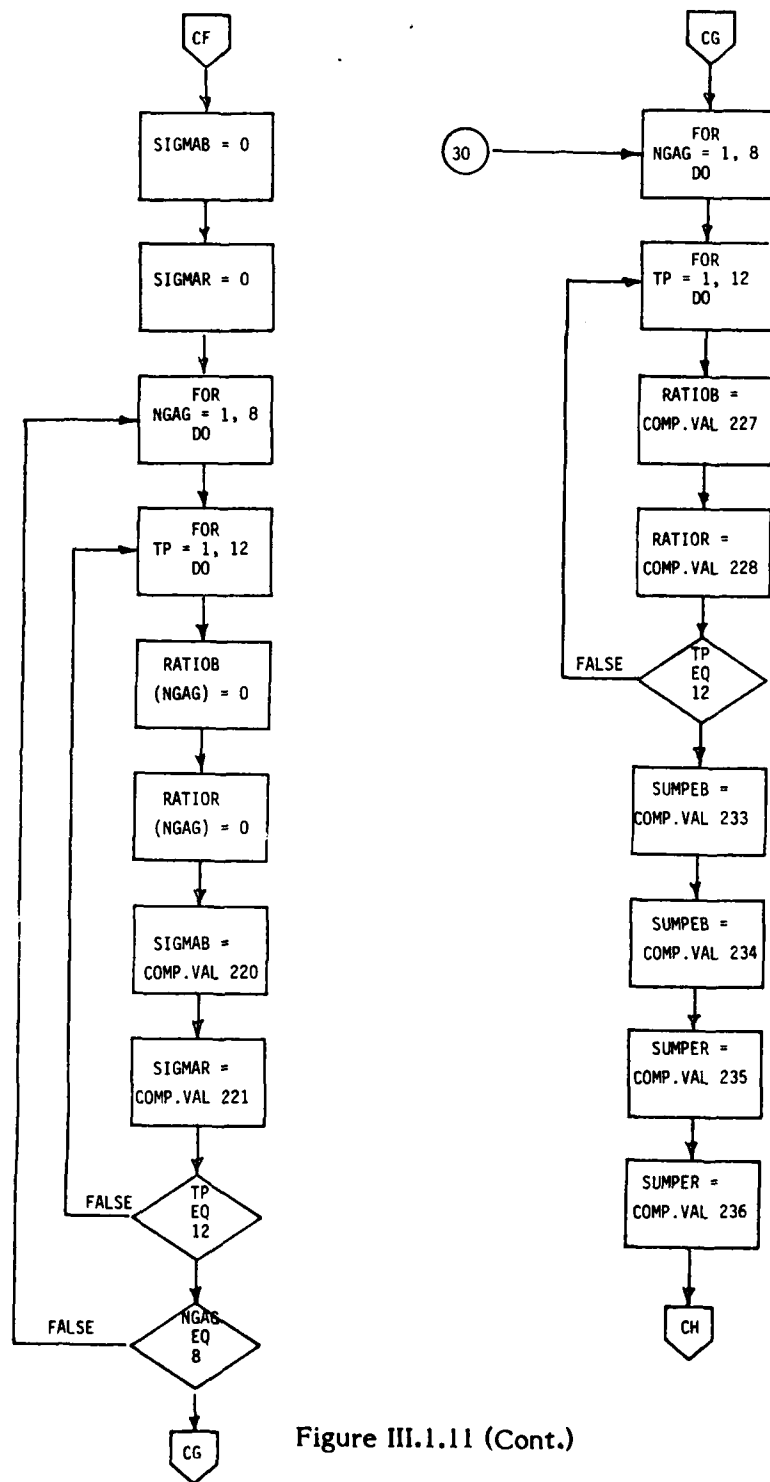 CF
SIGMAB = 0
SIGMAR = 0
FOR
NGAG = 1, 8
DO
FOR
TP = 1, 12
DO
RATIOB
(NGAG) = 0
RATIOR
(NGAG) = 0
SIGMAB =
COMP.VAL 220
SIGMAR =
COMP.VAL 221
FALSE
TP
EQ
12
FALSE
NGAG
EQ
8
CG
CG
30
FOR
NGAG = 1, 8
DO
FOR
TP = 1, 12
DO
RATIOB =
COMP.VAL 227
RATIOR =
COMP.VAL 228
FALSE
TP
EQ
12
SUMPEB =
COMP.VAL 233
SUMPEB =
COMP.VAL 234
SUMPER =
COMP.VAL 235
SUMPER =
COMP.VAL 236
CH
Figure III.1.11 (Cont.)